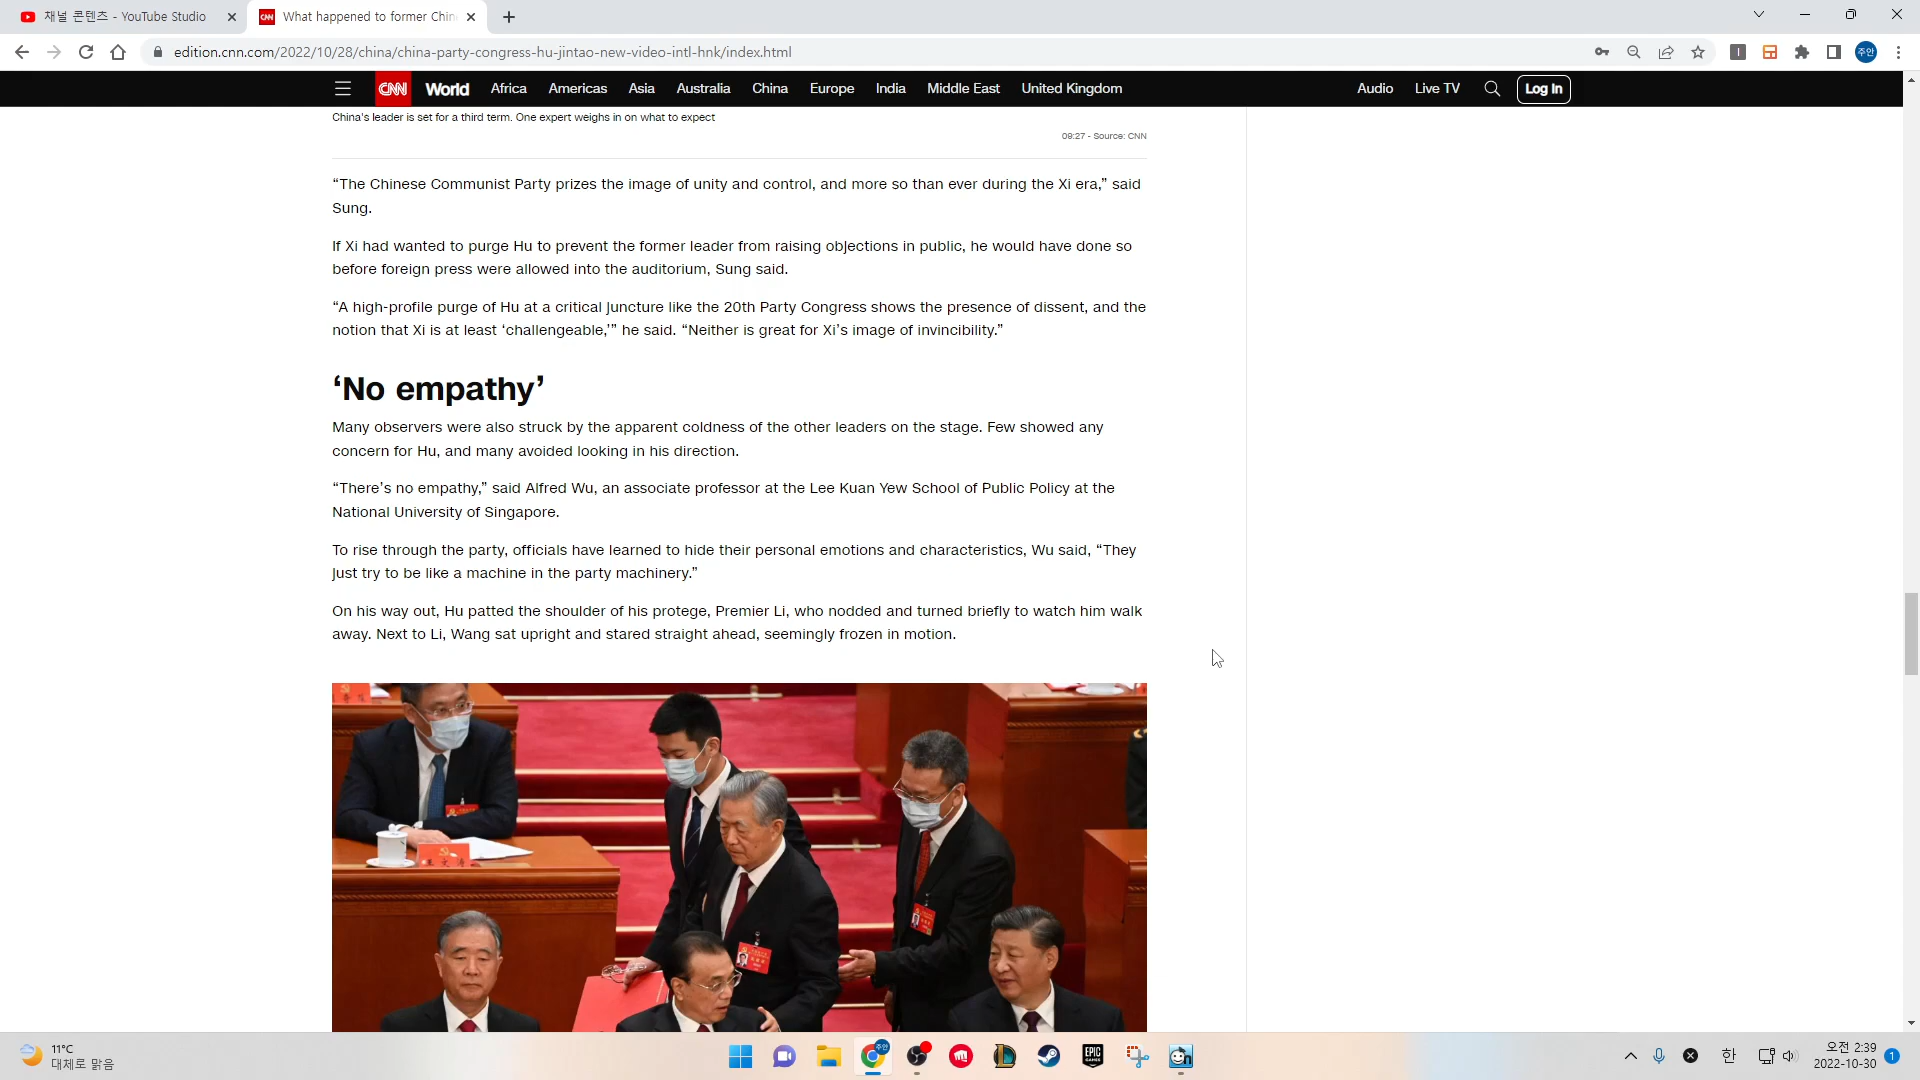 채널 콘텐츠 - YouTube Studio
What happened to former Chin
edition.cnn.com/2022/10/28/china/china-party-congress-hu-jintao-new-video-intl-hnk/index.html
주안
CNN World Africa Americas Asia Australia China Europe India Middle East United Kingdom Audio Live TV Log In
China's leader is set for a third term. One expert weighs in on what to expect
09:27 - Source: CNN
“The Chinese Communist Party prizes the image of unity and control, and more so than ever during the Xi era,” said
Sung.
If Xi had wanted to purge Hu to prevent the former leader from raising objections in public, he would have done so
before foreign press were allowed into the auditorium, Sung said.
“A high-profile purge of Hu at a critical juncture like the 20th Party Congress shows the presence of dissent, and the
notion that Xi is at least ‘challengeable,’” he said. “Neither is great for Xi’s image of invincibility.”
‘No empathy’
Many observers were also struck by the apparent coldness of the other leaders on the stage. Few showed any
concern for Hu, and many avoided looking in his direction.
“There’s no empathy,” said Alfred Wu, an associate professor at the Lee Kuan Yew School of Public Policy at the
National University of Singapore.
To rise through the party, officials have learned to hide their personal emotions and characteristics, Wu said, “They
just try to be like a machine in the party machinery.”
On his way out, Hu patted the shoulder of his protege, Premier Li, who nodded and turned briefly to watch him walk
away. Next to Li, Wang sat upright and stared straight ahead, seemingly frozen in motion.
11°C
대체로 맑음
주안
EPIC GAMES
한
오전 2:39
2022-10-30
1